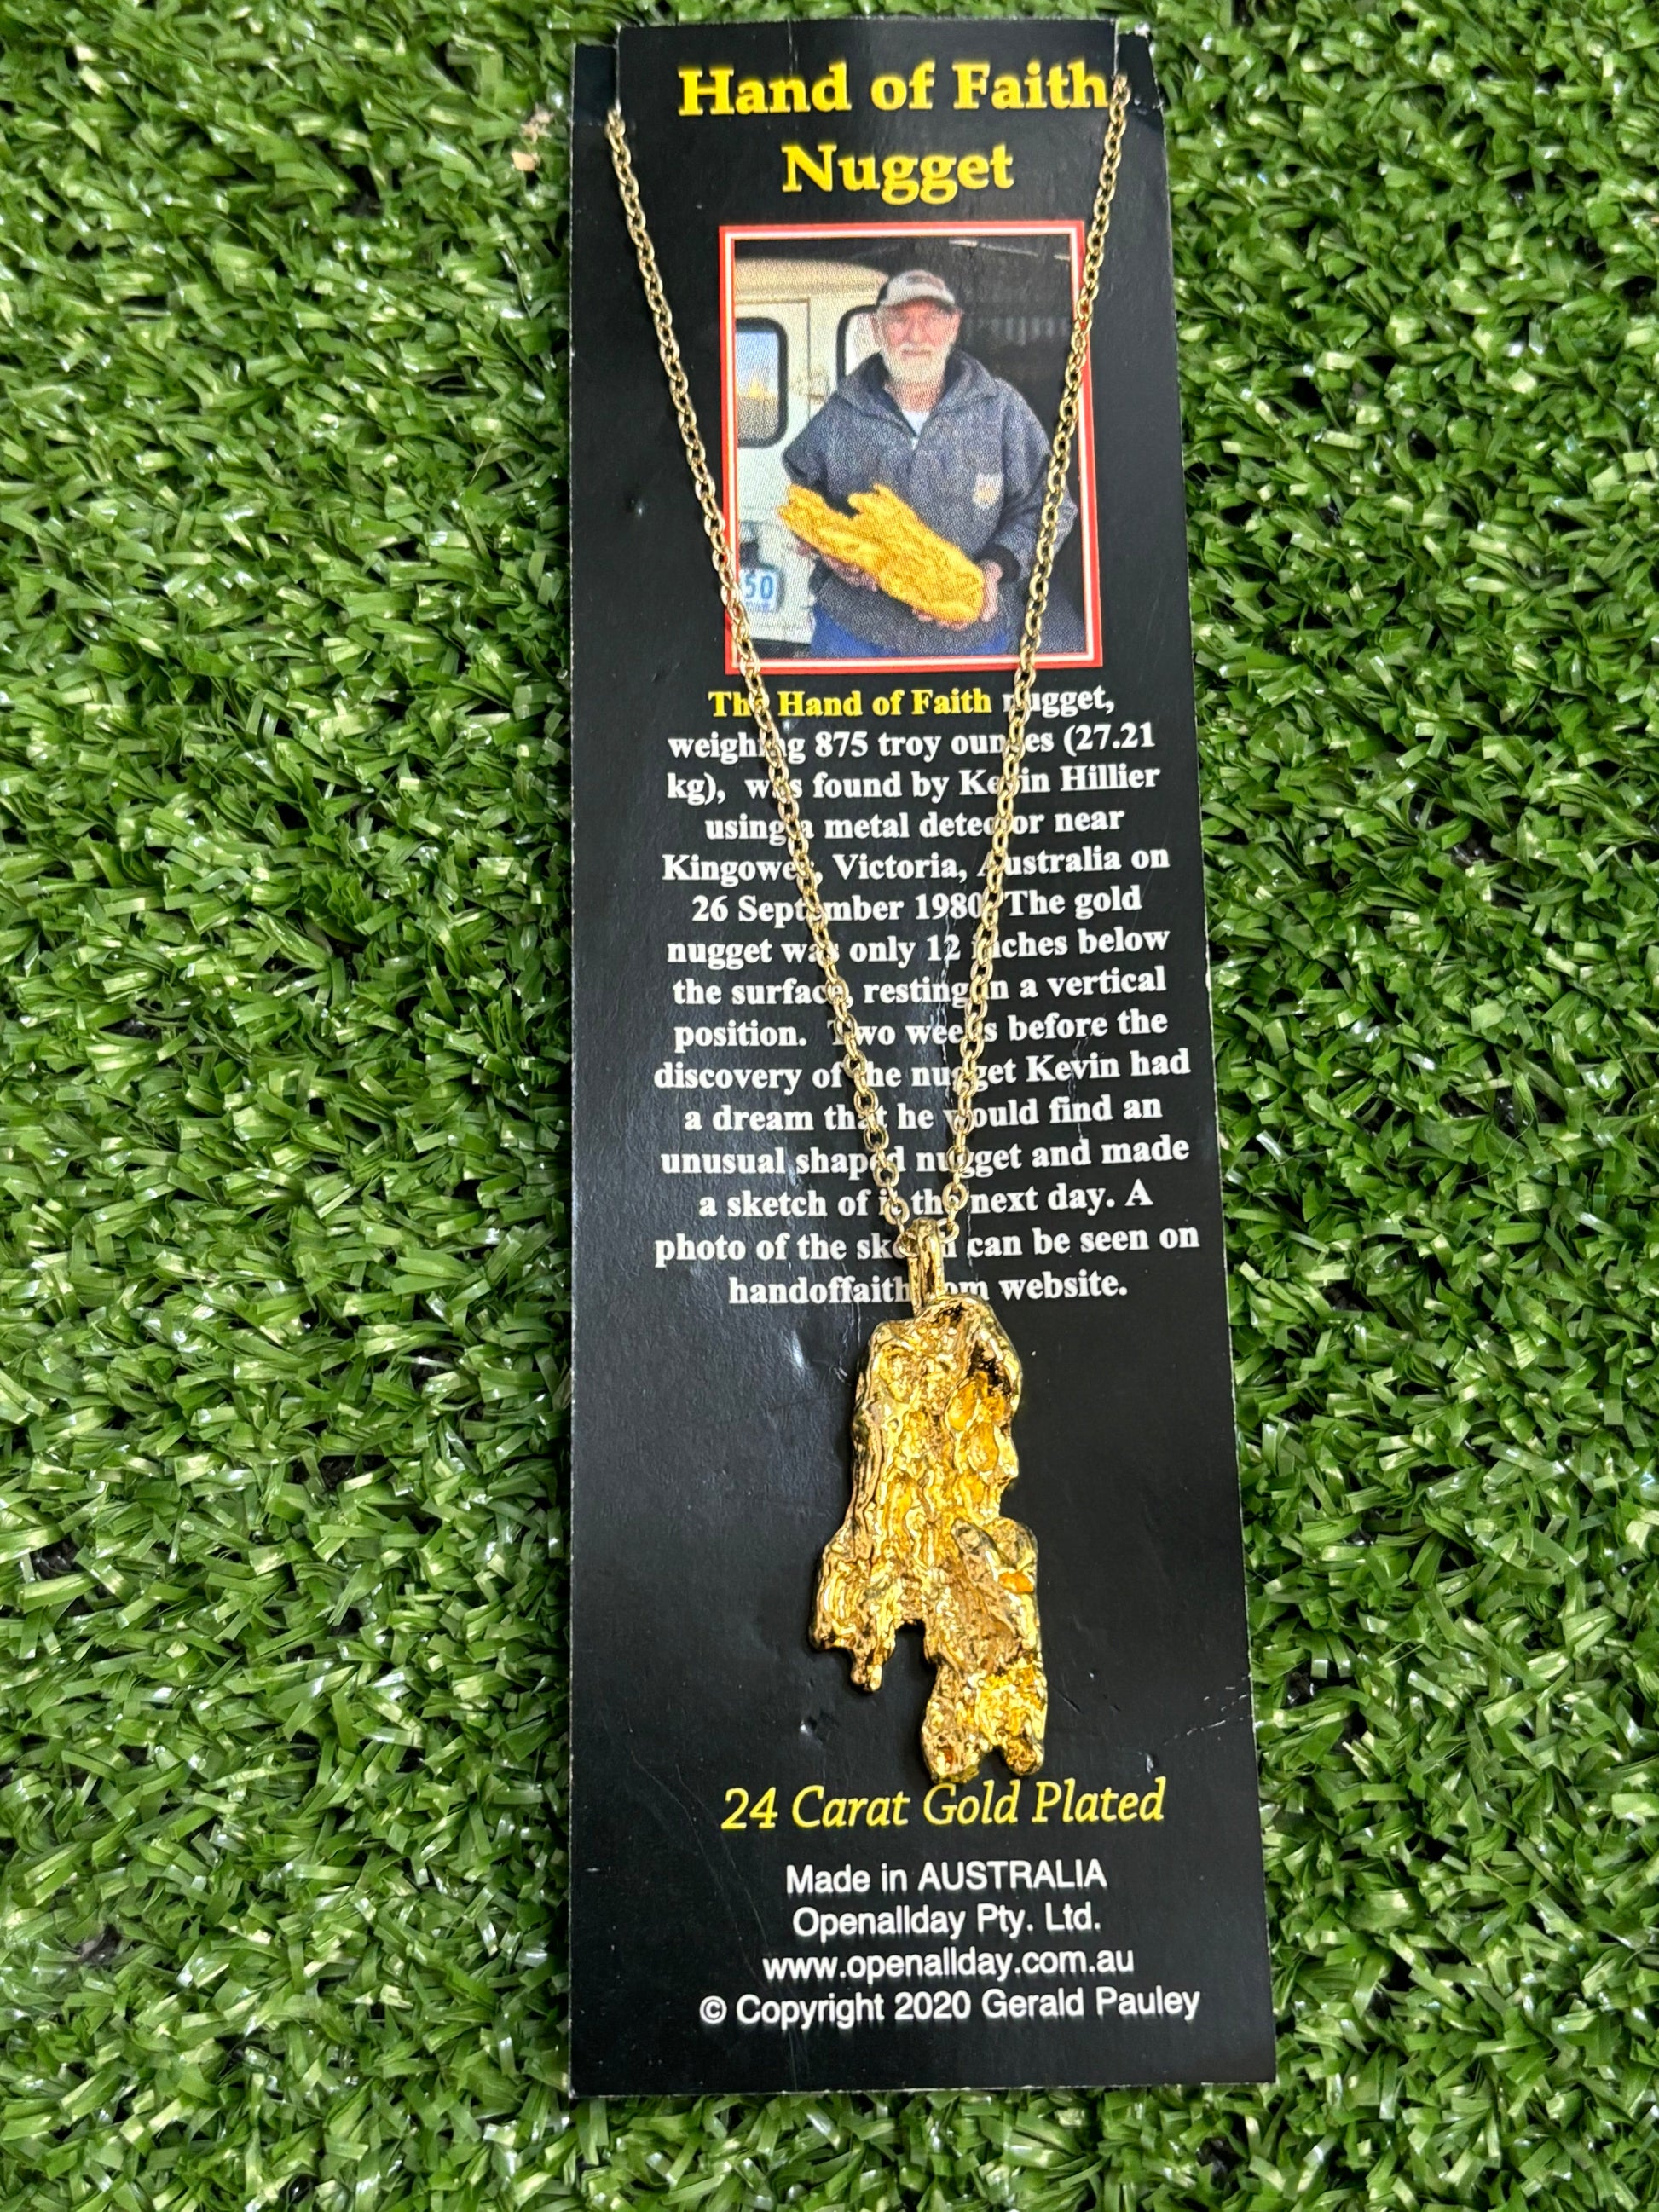 Hand of Faith
Nugget
50
The Hand of Faith nugget,
weighing 875 troy ounces (27.21
kg), was found by Kevin Hillier
using a metal detector near
Kingower, Victoria, Australia on
26 September 1980. The gold
nugget was only 12 inches below
the surface, resting in a vertical
position. Two weeks before the
discovery of the nugget Kevin had
a dream that he would find an
unusual shaped nugget and made
a sketch of it the next day. A
photo of the sketch can be seen on
handoffaith.com website.
24 Carat Gold Plated
Made in AUSTRALIA
Openallday Pty. Ltd.
www.openallday.com.au
© Copyright 2020 Gerald Pauley